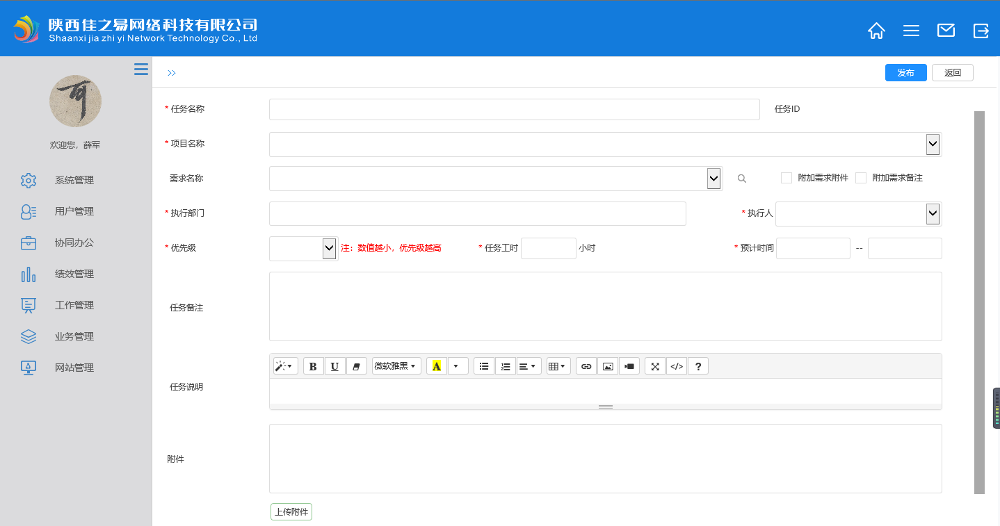 陕西佳之易网络科技有限公司
Shaanxi jia zhi yi Network Technology Co., Ltd
欢迎您，薛军
系统管理
用户管理
协同办公
绩效管理
工作管理
业务管理
网站管理
>> 发布 返回
* 任务名称 任务ID
* 项目名称
需求名称 附加需求附件 附加需求备注
* 执行部门 * 执行人
* 优先级 注：数值越小，优先级越高 * 任务工时 小时 * 预计时间 --
任务备注
B U 微软雅黑 A </> ?
任务说明
附件
上传附件